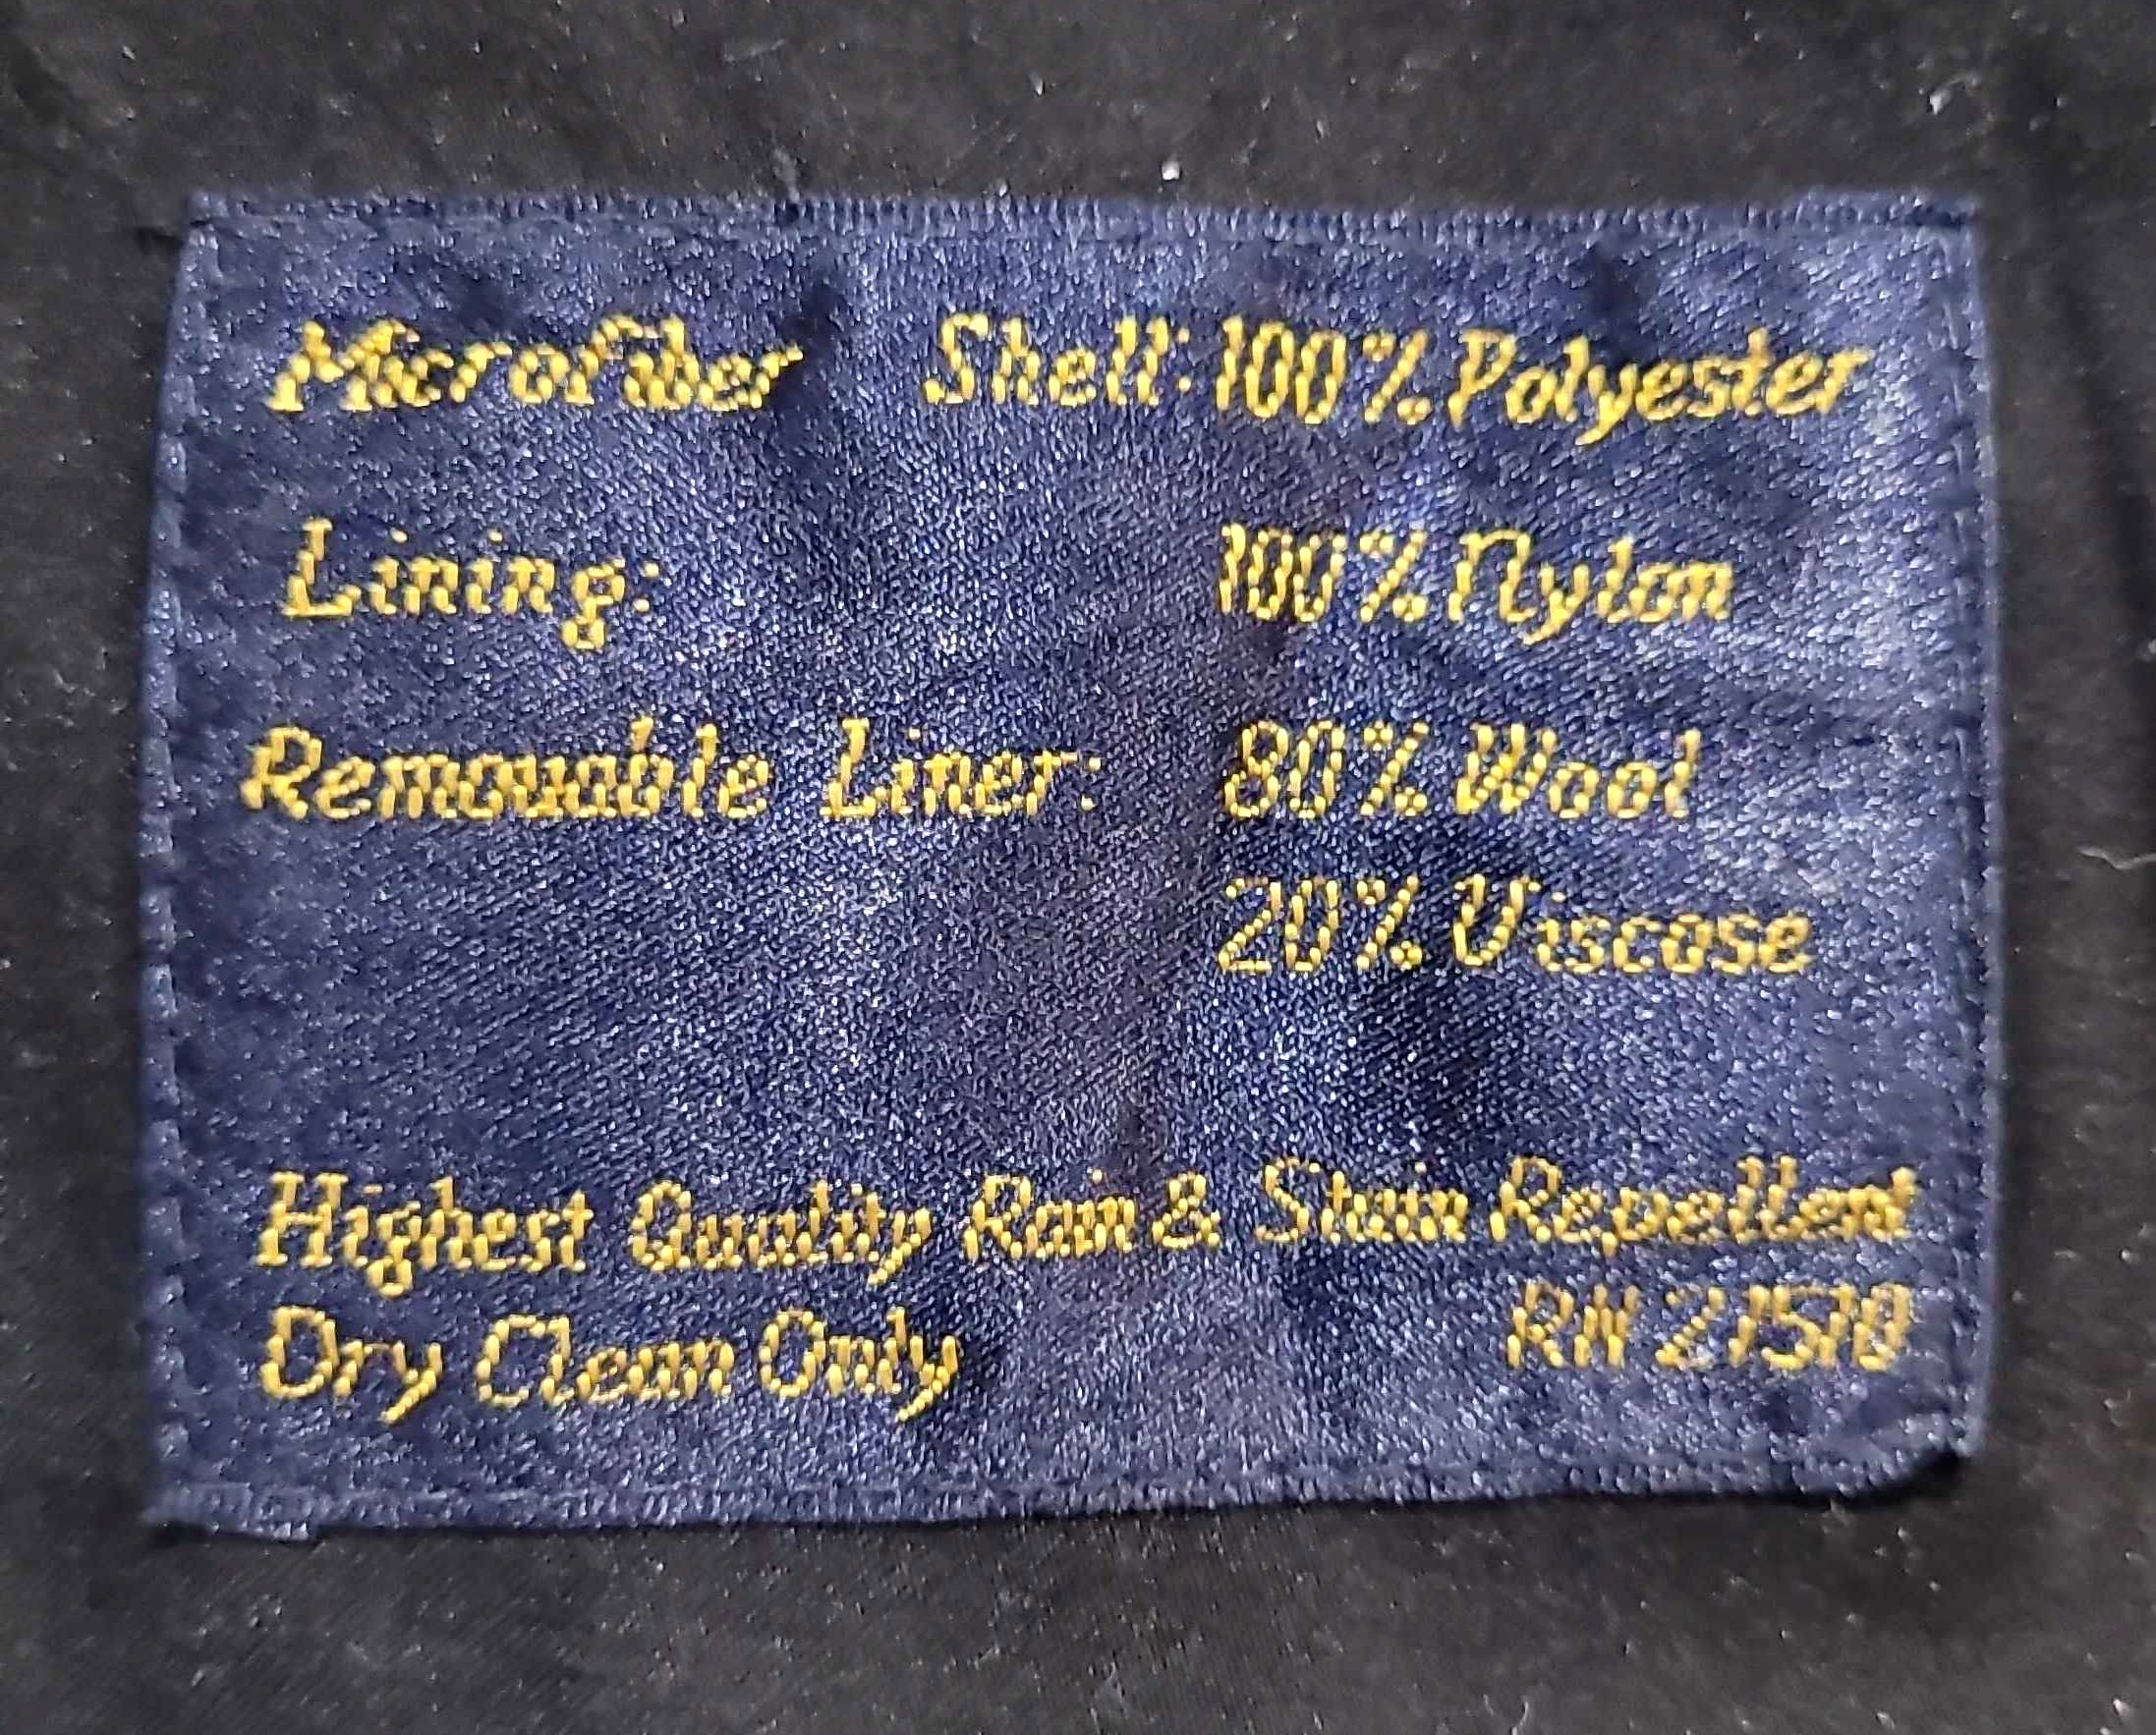 Microfiber Shell: 100% Polyester
Lining: 100% Nylon
Removable Liner: 80% Wool
20% Viscose
Highest Quality Rain & Stain Repellent
Dry Clean Only RN 21570